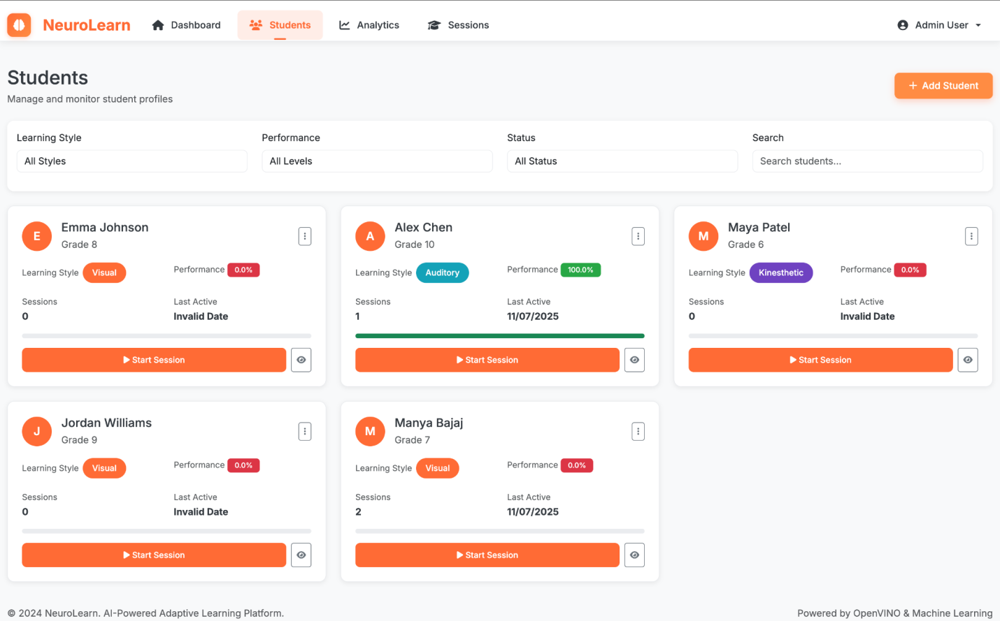 NeuroLearn Dashboard Students Analytics Sessions Admin User
Students
Manage and monitor student profiles
+ Add Student
Learning Style Performance Status Search
All Styles All Levels All Status Search students...
E Emma Johnson
Grade 8
Learning Style Visual Performance 0.0%
Sessions Last Active
0 Invalid Date
Start Session
A Alex Chen
Grade 10
Learning Style Auditory Performance 100.0%
Sessions Last Active
1 11/07/2025
Start Session
M Maya Patel
Grade 6
Learning Style Kinesthetic Performance 0.0%
Sessions Last Active
0 Invalid Date
Start Session
J Jordan Williams
Grade 9
Learning Style Visual Performance 0.0%
Sessions Last Active
0 Invalid Date
Start Session
M Manya Bajaj
Grade 7
Learning Style Visual Performance 0.0%
Sessions Last Active
2 11/07/2025
Start Session
© 2024 NeuroLearn. AI-Powered Adaptive Learning Platform. Powered by OpenVINO & Machine Learning